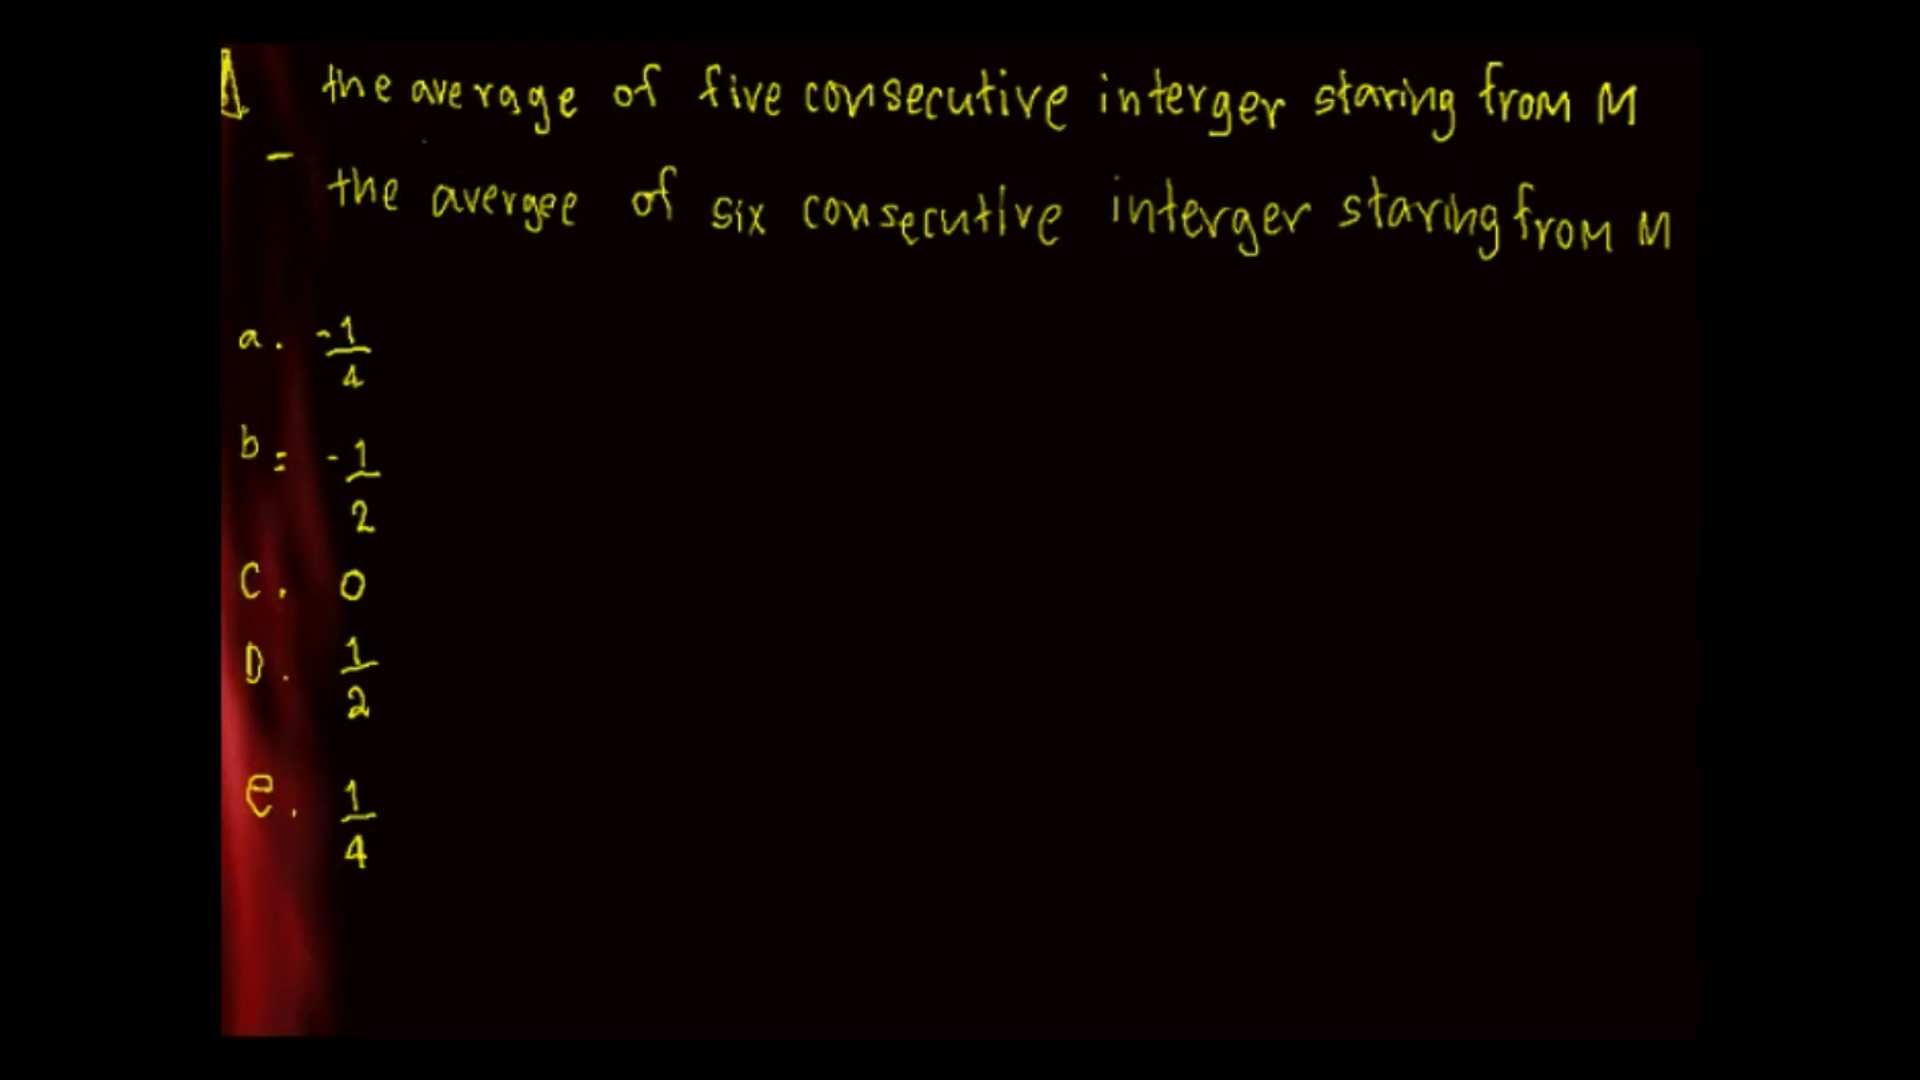 the average of five consecutive interger staring from M
-
the avergee of six consecutive interger staring from M
a. -1/4
b. -1/2
C. 0
D. 1/2
e. 1/4